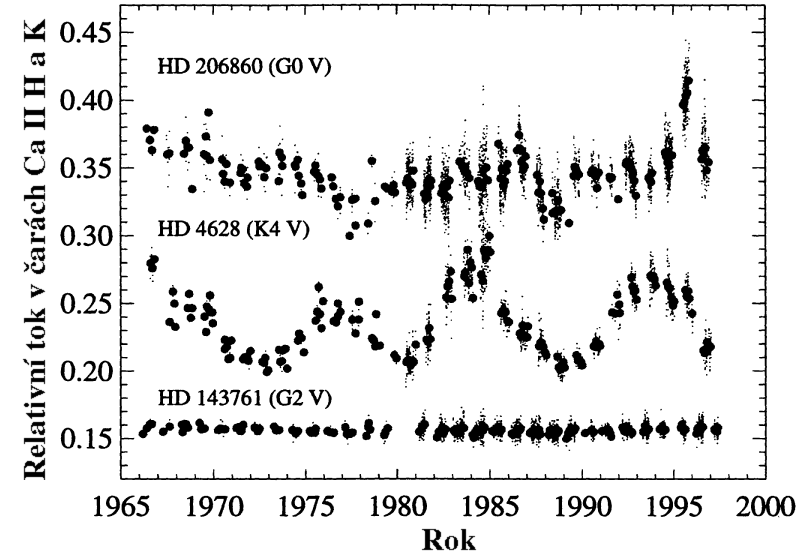 Relativní tok v čarách Ca II H a K
0.45
0.40
0.35
0.30
0.25
0.20
0.15
HD 206860 (G0 V)
HD 4628 (K4 V)
HD 143761 (G2 V)
1965 1970 1975 1980 1985 1990 1995 2000
Rok